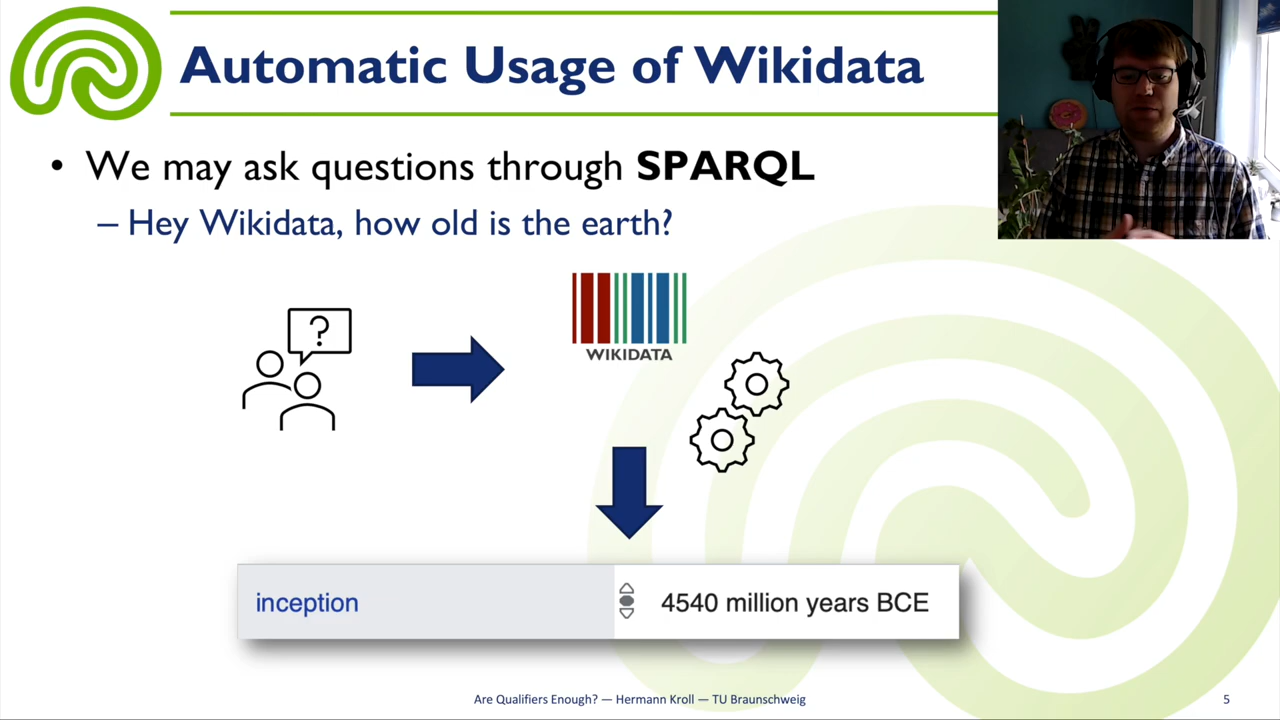 Automatic Usage of Wikidata
• We may ask questions through SPARQL
– Hey Wikidata, how old is the earth?
?
WIKIDATA
inception
4540 million years BCE
Are Qualifiers Enough? — Hermann Kroll — TU Braunschweig
5